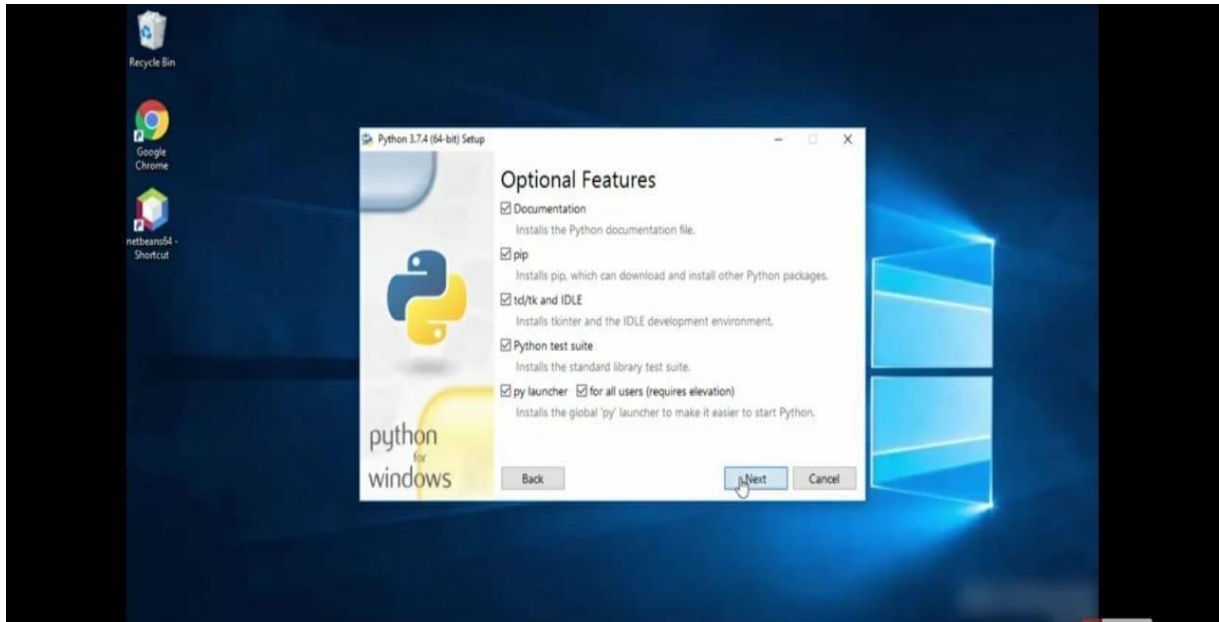 Recycle Bin
Google
Chrome
netbeans64 -
Shortcut
Python 3.7.4 (64-bit) Setup
Optional Features
Documentation
Installs the Python documentation file.
pip
Installs pip, which can download and install other Python packages.
tcl/tk and IDLE
Installs tkinter and the IDLE development environment.
Python test suite
Installs the standard library test suite.
py launcher for all users (requires elevation)
Installs the global 'py' launcher to make it easier to start Python.
python
for
windows
Back Next Cancel